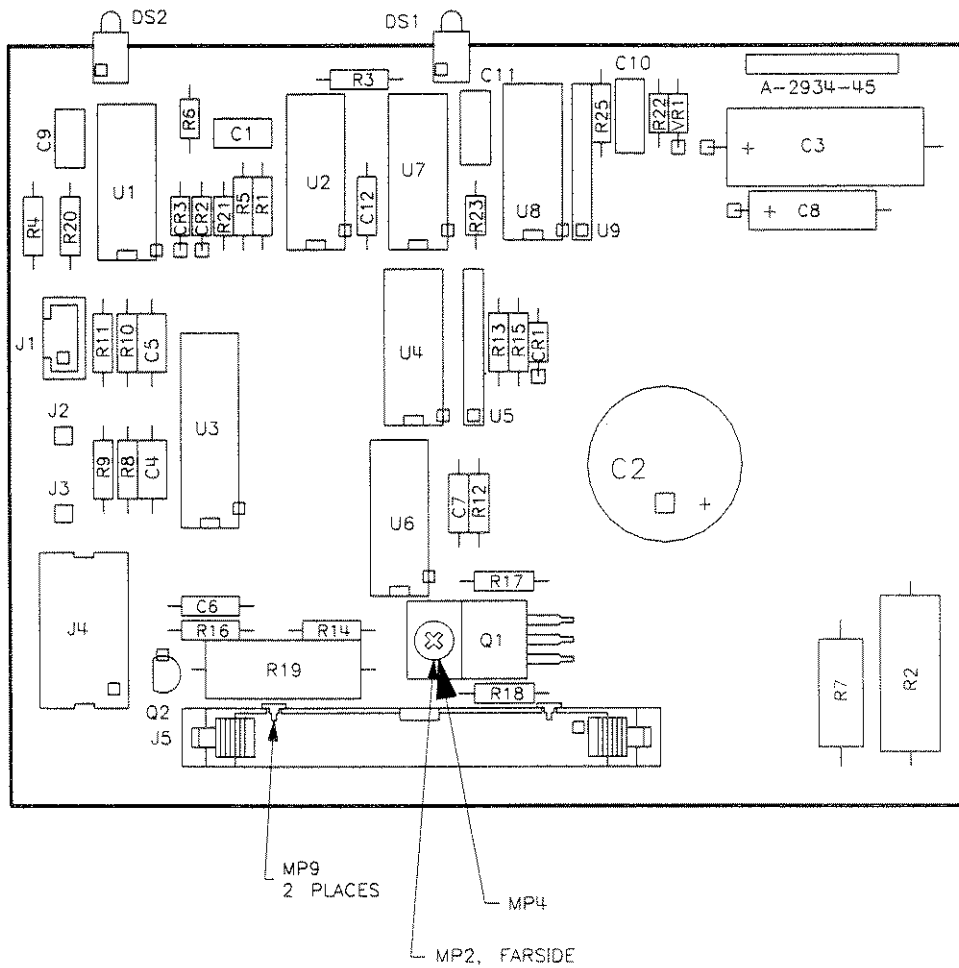 DS2
DS1
R3
C11
C10
A-2934-45
C9
R6
C1
R25
R22
VR1
C3
U1
U2
U7
U8
R4
R20
CR3
CR2
R21
R5
R1
C12
R23
U9
+
+ C8
J1
R11
R10
C5
U4
R13
R15
CR1
U5
J2
U3
R9
R8
C4
C2
+
J3
U6
C7
R12
R17
C6
J4
R16
R14
Q1
R19
R7
R2
Q2
R18
J5
MP9
2 PLACES
MP4
MP2, FARSIDE